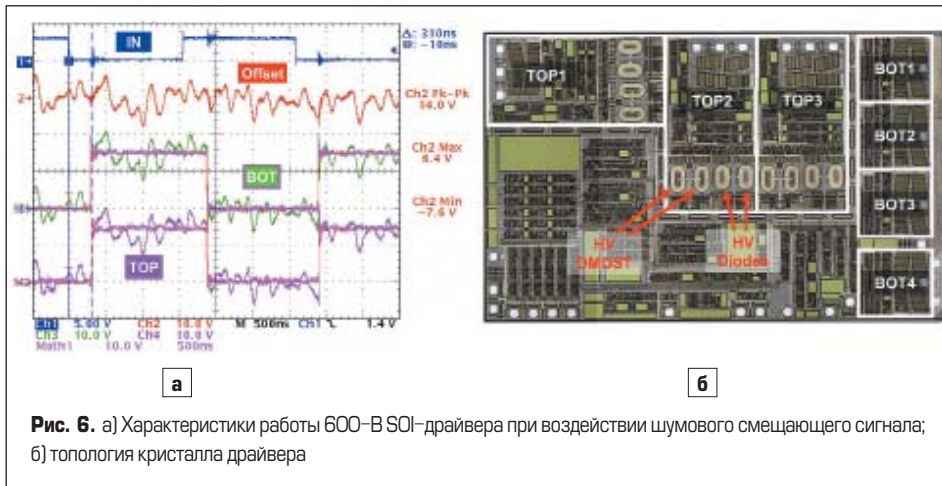 IN
Δ: 310ns
@: -10ns
1
Offset
2
Ch2 Pk-Pk
14.0 V
Ch2 Max
6.4 V
BOT
Ch2 Min
-7.6 V
TOP
Ch1 5.00 V Ch2 10.0 V M 500ns Ch1 1.4 V
Ch3 10.0 V Ch4 10.0 V
Math1 10.0 V 500ns
а
TOP1
TOP2
TOP3
BOT1
BOT2
BOT3
BOT4
HV
DMOST
HV
Diodes
б
Рис. 6. а) Характеристики работы 600–В SOI–драйвера при воздействии шумового смещающего сигнала;
б) топология кристалла драйвера